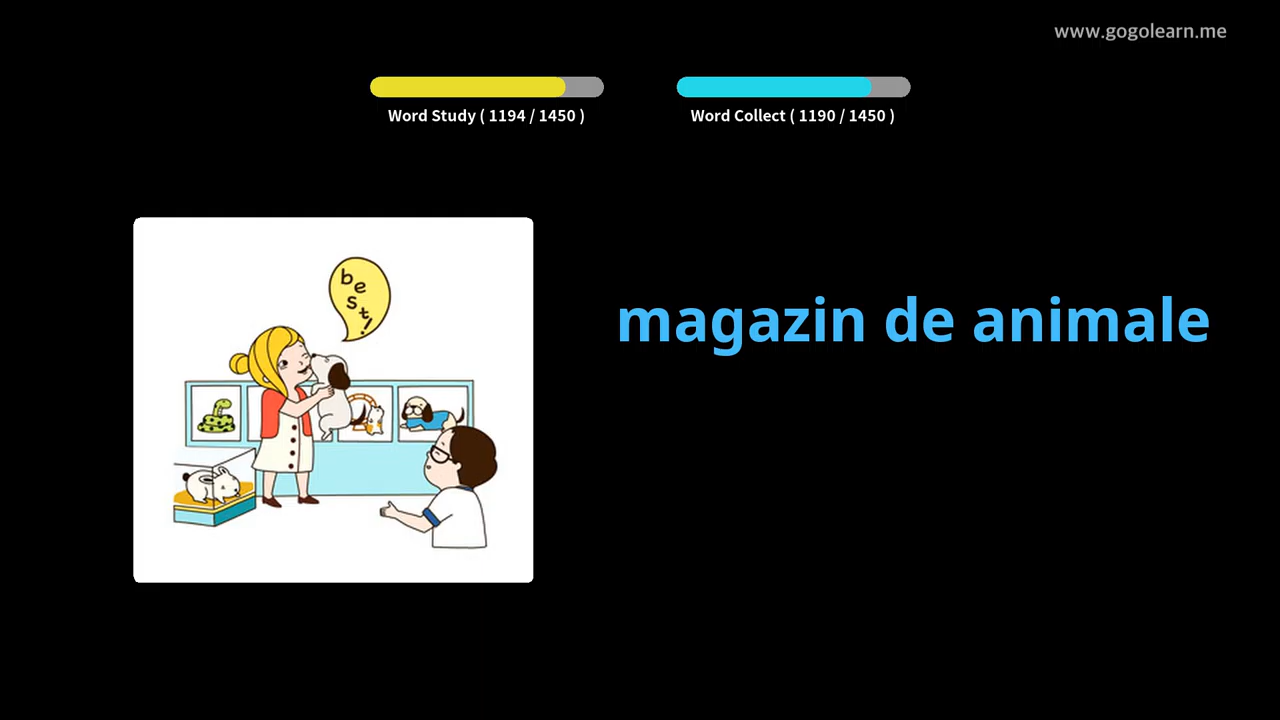 www.gogolearn.me
Word Study ( 1194 / 1450 )
Word Collect ( 1190 / 1450 )
best!
magazin de animale